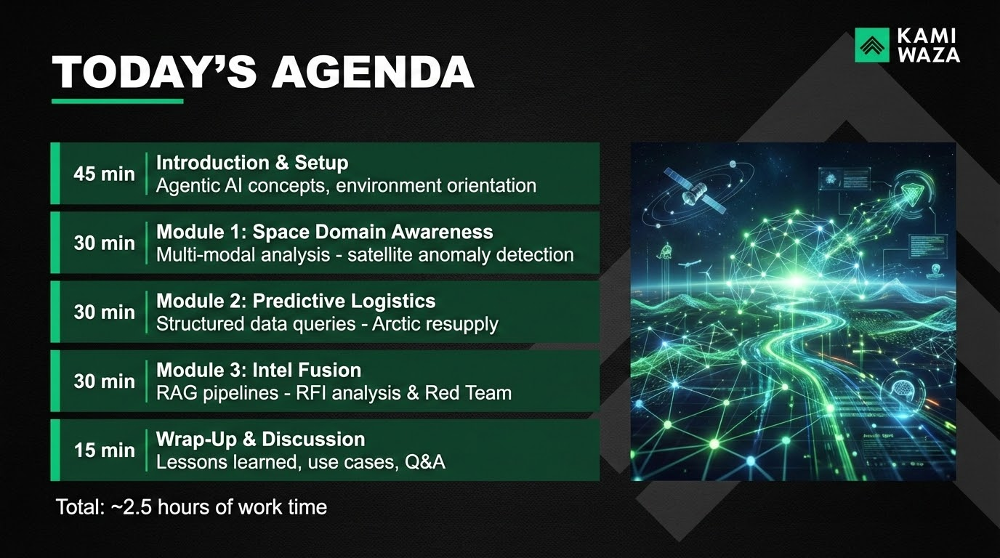 KAMI
WAZA
TODAY’S AGENDA
45 min
Introduction & Setup
Agentic AI concepts, environment orientation
30 min
Module 1: Space Domain Awareness
Multi-modal analysis - satellite anomaly detection
30 min
Module 2: Predictive Logistics
Structured data queries - Arctic resupply
30 min
Module 3: Intel Fusion
RAG pipelines - RFI analysis & Red Team
15 min
Wrap-Up & Discussion
Lessons learned, use cases, Q&A
Total: ~2.5 hours of work time